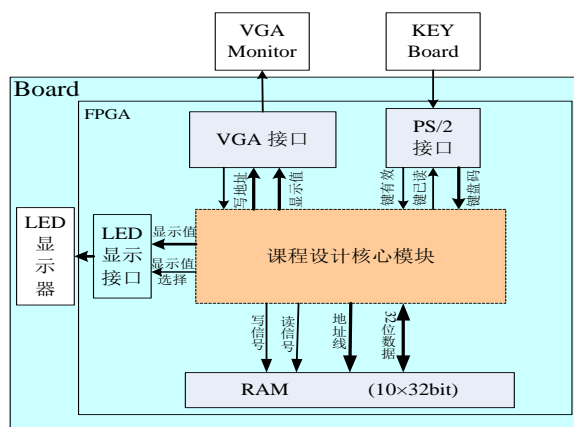 VGA
Monitor
KEY
Board
Board
FPGA
VGA 接口
PS/2
接口
写地址
显示值
键有效
键已读
键盘码
LED
显
示
器
LED
显示
接口
显示值
显示值
选择
课程设计核心模块
写信号
读信号
地址线
32位数据
RAM (10×32bit)